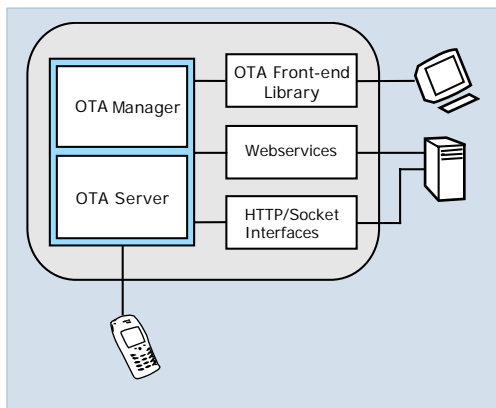 OTA Manager
OTA Server
OTA Front-end
Library
Webservices
HTTP/Socket
Interfaces